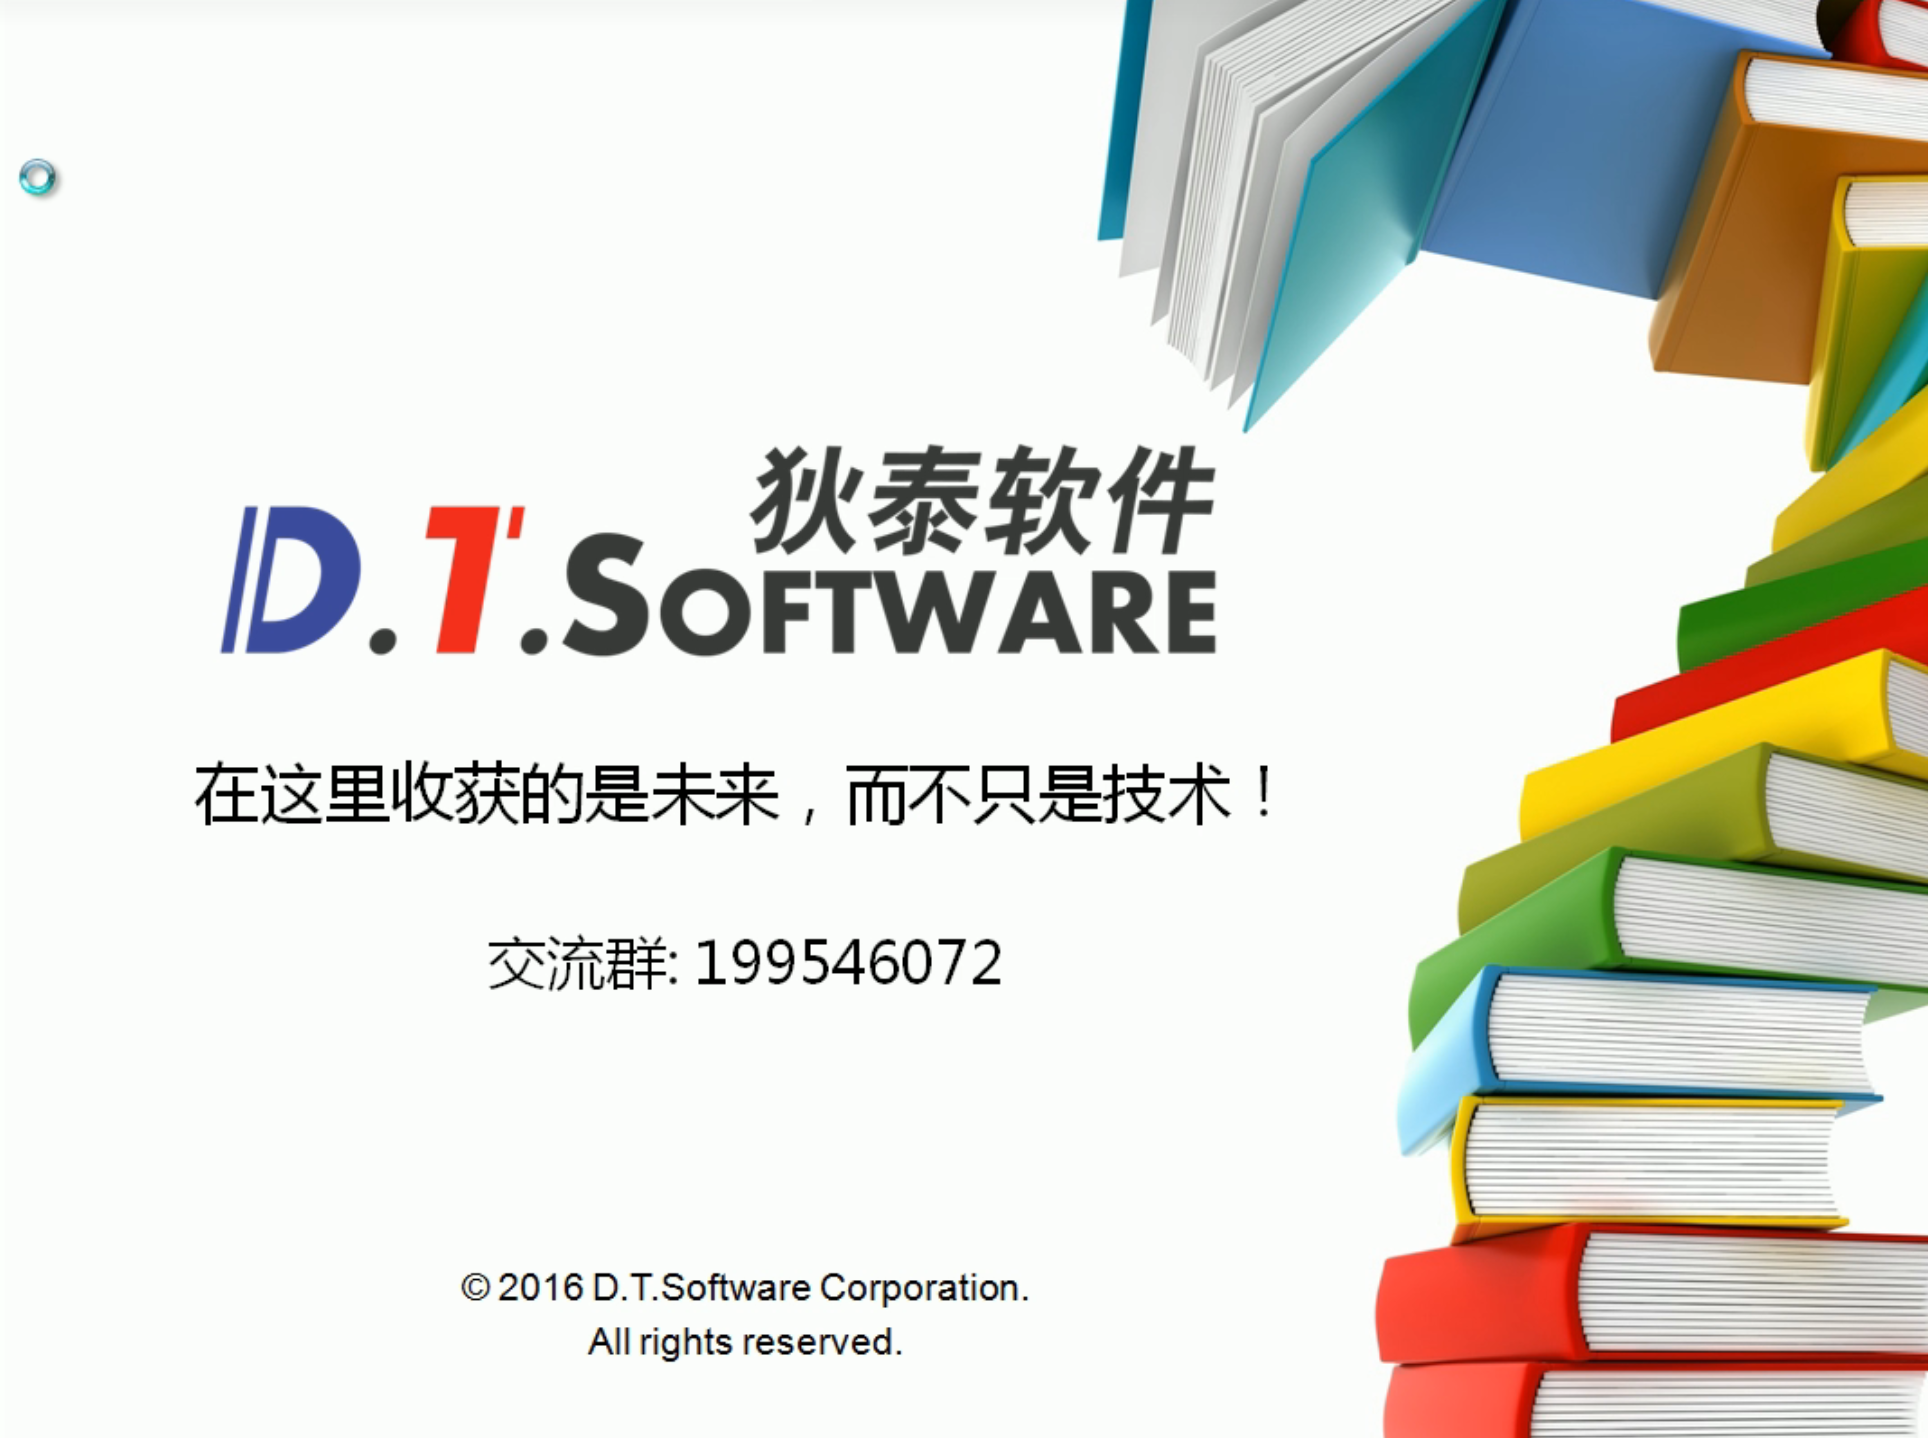 狄泰软件
D.T.SOFTWARE
在这里收获的是未来，而不只是技术！
交流群: 199546072
© 2016 D.T.Software Corporation.
All rights reserved.